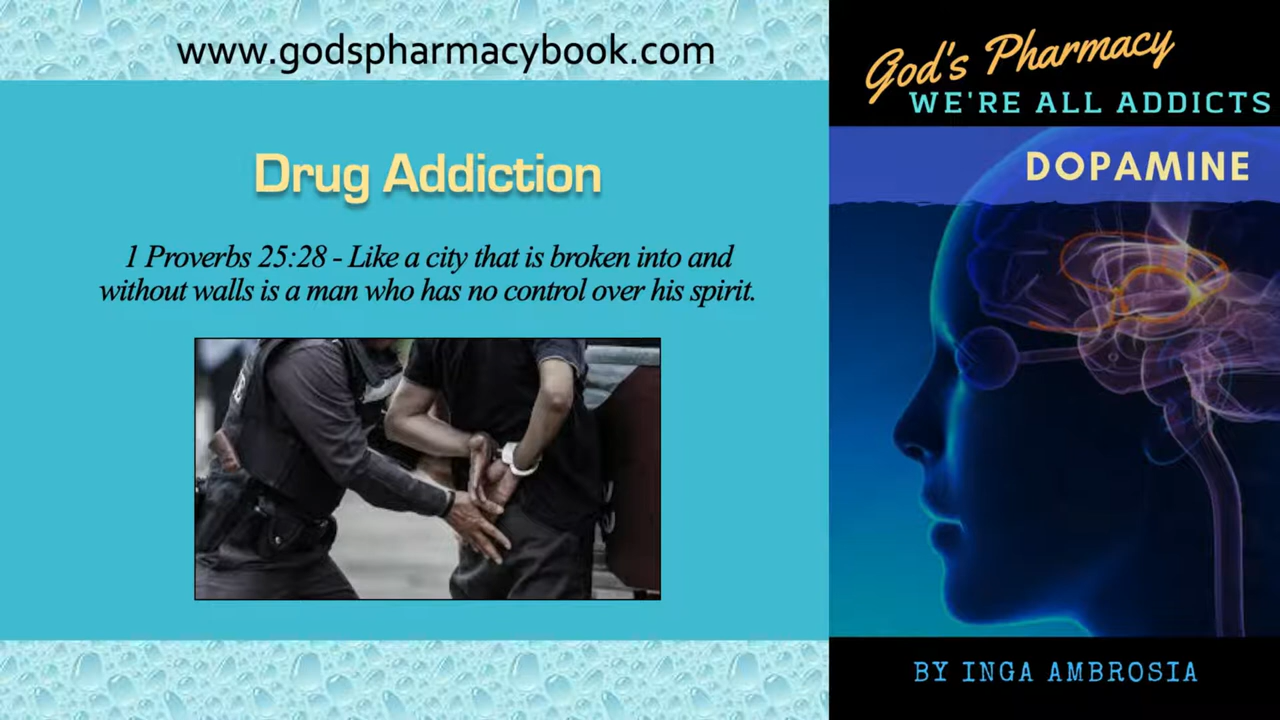 www.godspharmacybook.com
Drug Addiction
1 Proverbs 25:28 - Like a city that is broken into and
without walls is a man who has no control over his spirit.
God's Pharmacy
WE'RE ALL ADDICTS
DOPAMINE
BY INGA AMBROSIA